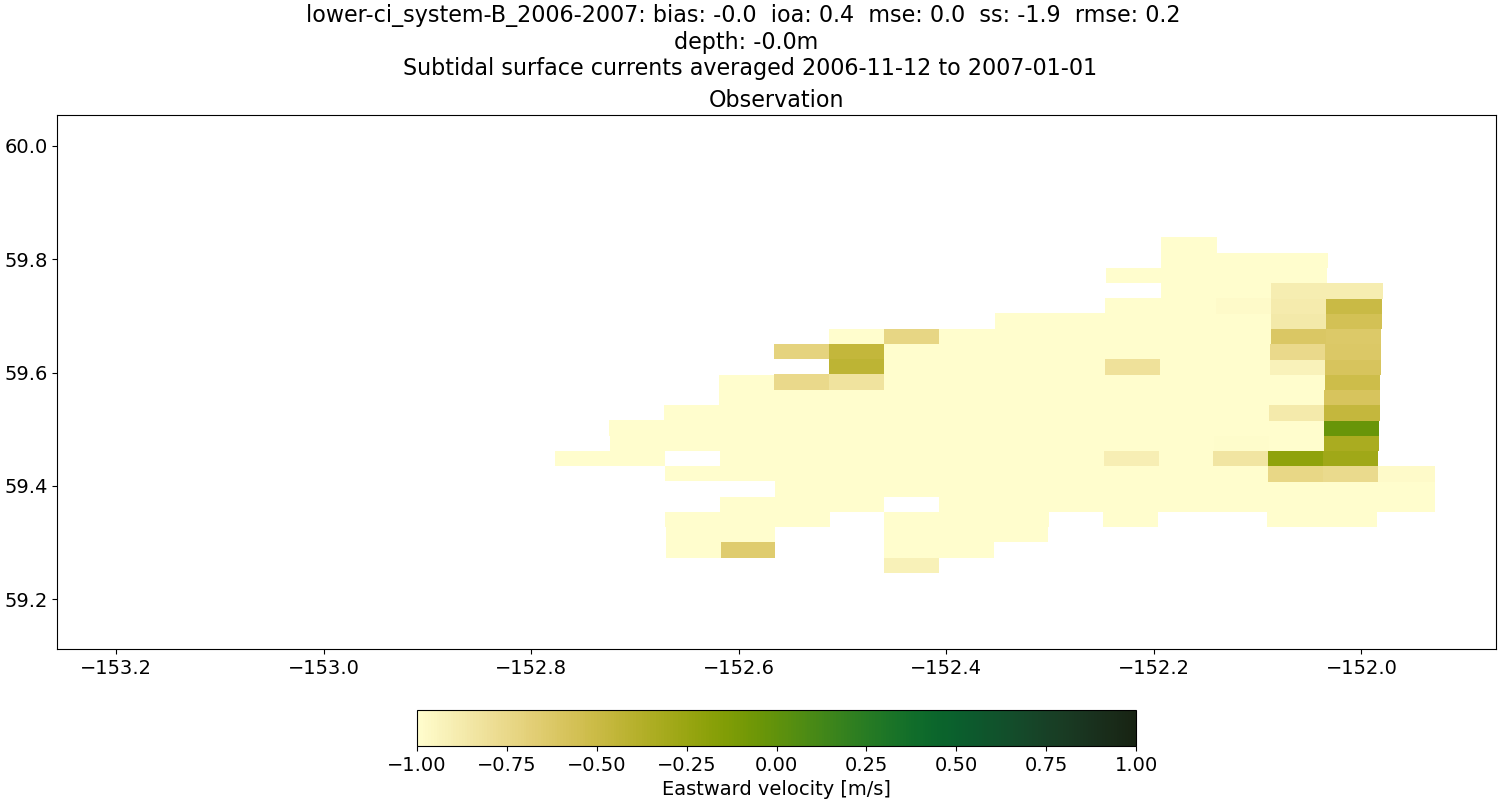 lower-ci_system-B_2006-2007: bias: -0.0  ioa: 0.4  mse: 0.0  ss: -1.9  rmse: 0.2
depth: -0.0m
Subtidal surface currents averaged 2006-11-12 to 2007-01-01
Observation
60.0
59.8
59.6
59.4
59.2
−153.2 −153.0 −152.8 −152.6 −152.4 −152.2 −152.0
−1.00 −0.75 −0.50 −0.25 0.00 0.25 0.50 0.75 1.00
Eastward velocity [m/s]